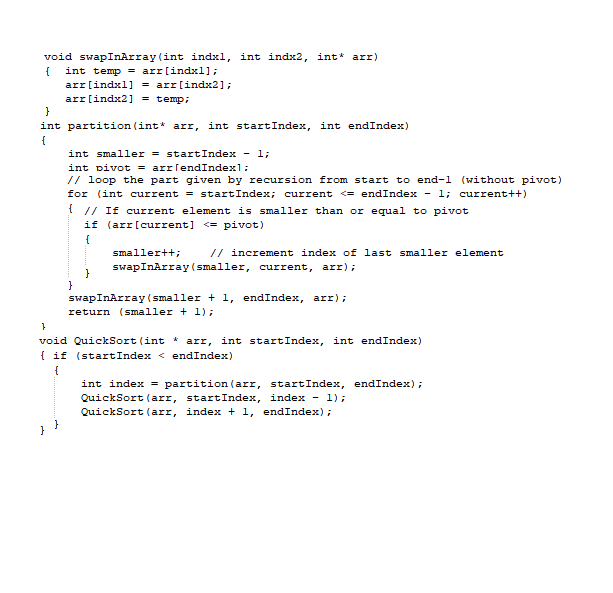 void swapInArray(int indx1, int indx2, int* arr)
{  int temp = arr[indx1];
   arr[indx1] = arr[indx2];
   arr[indx2] = temp;
}
int partition(int* arr, int startIndex, int endIndex)
{
    int smaller = startIndex - 1;
    int pivot = arr[endIndex];
    // loop the part given by recursion from start to end-1 (without pivot)
    for (int current = startIndex; current <= endIndex - 1; current++)
    { // If current element is smaller than or equal to pivot
      if (arr[current] <= pivot)
      {
          smaller++;    // increment index of last smaller element
          swapInArray(smaller, current, arr);
      }
    }
    swapInArray(smaller + 1, endIndex, arr);
    return (smaller + 1);
}
void QuickSort(int * arr, int startIndex, int endIndex)
{ if (startIndex < endIndex)
  {
      int index = partition(arr, startIndex, endIndex);
      QuickSort(arr, startIndex, index - 1);
      QuickSort(arr, index + 1, endIndex);
  }
}